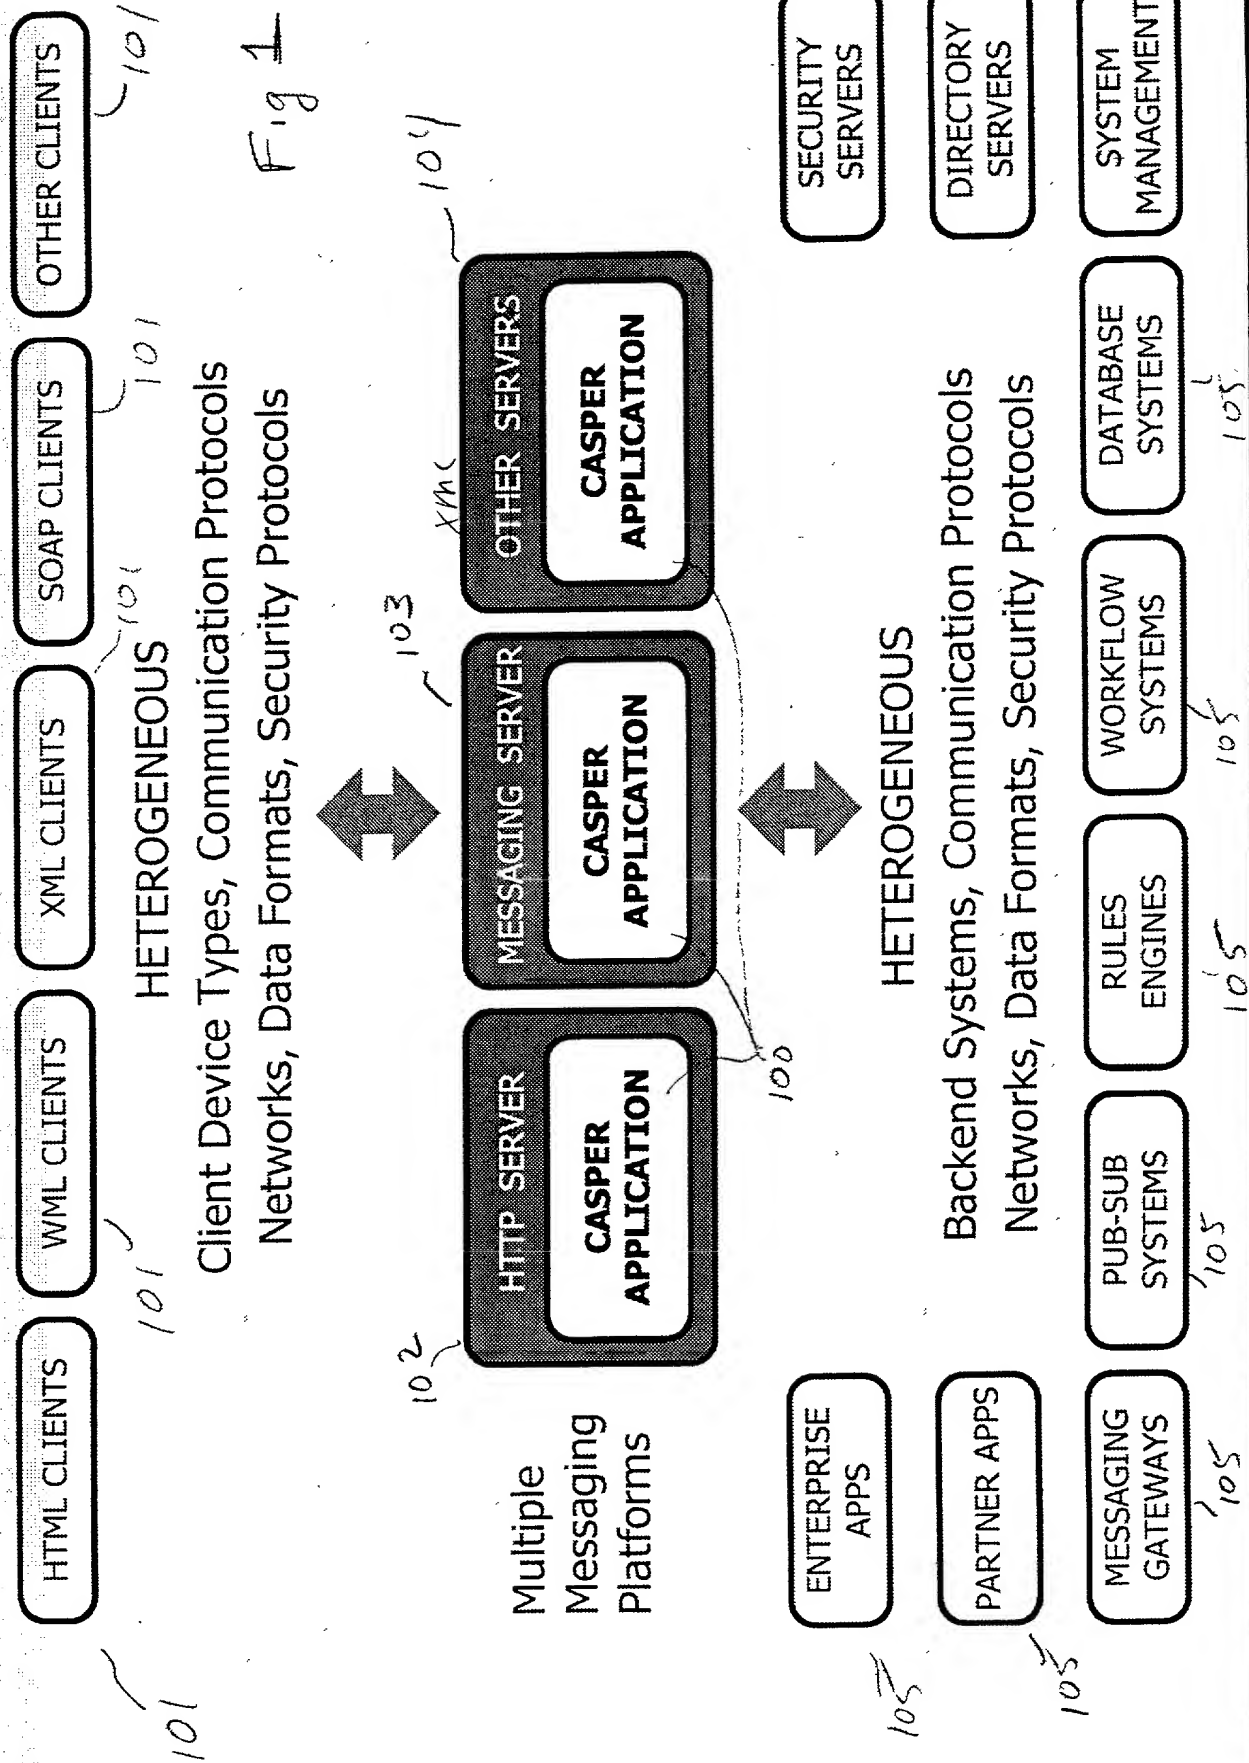 HTML CLIENTS
WML CLIENTS
XML CLIENTS
SOAP CLIENTS
OTHER CLIENTS
101
101
101
101
101
HETEROGENEOUS
Client Device Types, Communication Protocols
Networks, Data Formats, Security Protocols
Fig 1
102
103
104
xmc
Multiple
Messaging
Platforms
HTTP SERVER
CASPER
APPLICATION
MESSAGING SERVER
CASPER
APPLICATION
OTHER SERVERS
CASPER
APPLICATION
100
HETEROGENEOUS
Backend Systems, Communication Protocols
Networks, Data Formats, Security Protocols
ENTERPRISE
APPS
105
PARTNER APPS
105
SECURITY
SERVERS
DIRECTORY
SERVERS
MESSAGING
GATEWAYS
PUB-SUB
SYSTEMS
RULES
ENGINES
WORKFLOW
SYSTEMS
DATABASE
SYSTEMS
SYSTEM
MANAGEMENT
105
105
105
105
105